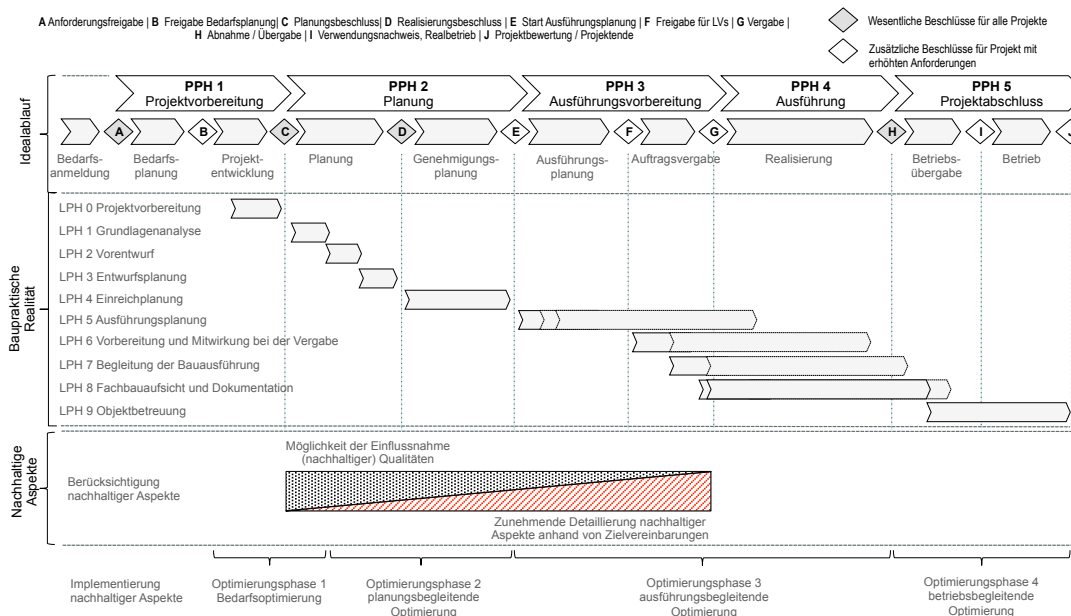 A Anforderungsfreigabe | B Freigabe Bedarfsplanung| C Planungsbeschluss| D Realisierungsbeschluss | E Start Ausführungsplanung | F Freigabe für LVs | G Vergabe |
H Abnahme / Übergabe | I Verwendungsnachweis, Realbetrieb | J Projektbewertung / Projektende
Wesentliche Beschlüsse für alle Projekte
Zusätzliche Beschlüsse für Projekt mit
erhöhten Anforderungen
Idealablauf
PPH 1
Projektvorbereitung
PPH 2
Planung
PPH 3
Ausführungsvorbereitung
PPH 4
Ausführung
PPH 5
Projektabschluss
A
B
C
D
E
F
G
H
I
J
Bedarfs-
anmeldung
Bedarfs-
planung
Projekt-
entwicklung
Planung
Genehmigungs-
planung
Ausführungs-
planung
Auftragsvergabe
Realisierung
Betriebs-
übergabe
Betrieb
Baupraktische
Realität
LPH 0 Projektvorbereitung
LPH 1 Grundlagenanalyse
LPH 2 Vorentwurf
LPH 3 Entwurfsplanung
LPH 4 Einreichplanung
LPH 5 Ausführungsplanung
LPH 6 Vorbereitung und Mitwirkung bei der Vergabe
LPH 7 Begleitung der Bauausführung
LPH 8 Fachbauaufsicht und Dokumentation
LPH 9 Objektbetreuung
Nachhaltige
Aspekte
Berücksichtigung
nachhaltiger Aspekte
Möglichkeit der Einflussnahme
(nachhaltiger) Qualitäten
Zunehmende Detaillierung nachhaltiger
Aspekte anhand von Zielvereinbarungen
Implementierung
nachhaltiger Aspekte
Optimierungsphase 1
Bedarfsoptimierung
Optimierungsphase 2
planungsbegleitende
Optimierung
Optimierungsphase 3
ausführungsbegleitende
Optimierung
Optimierungsphase 4
betriebsbegleitende
Optimierung